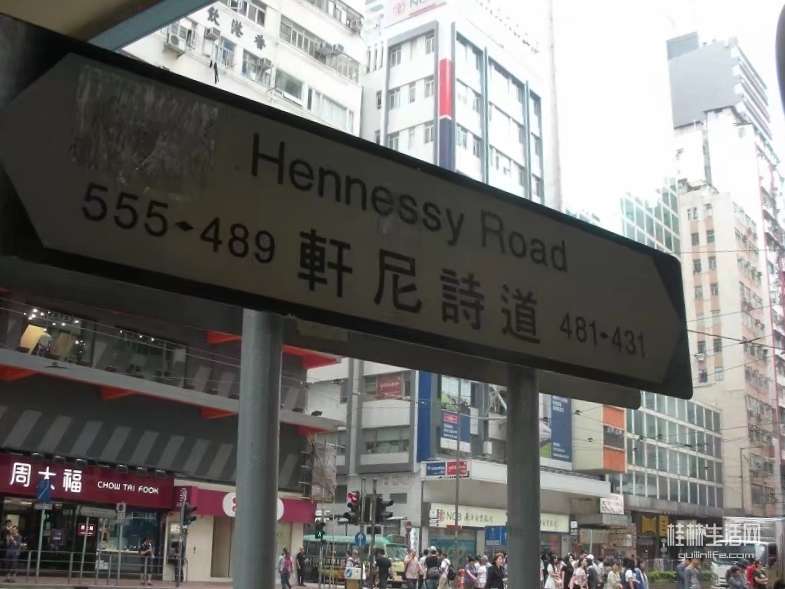 Hennessy Road
555 489 軒尼詩道 481 431
周大福 CHOW TAI FOOK
NCB
桂林生活网
guilinlife.com